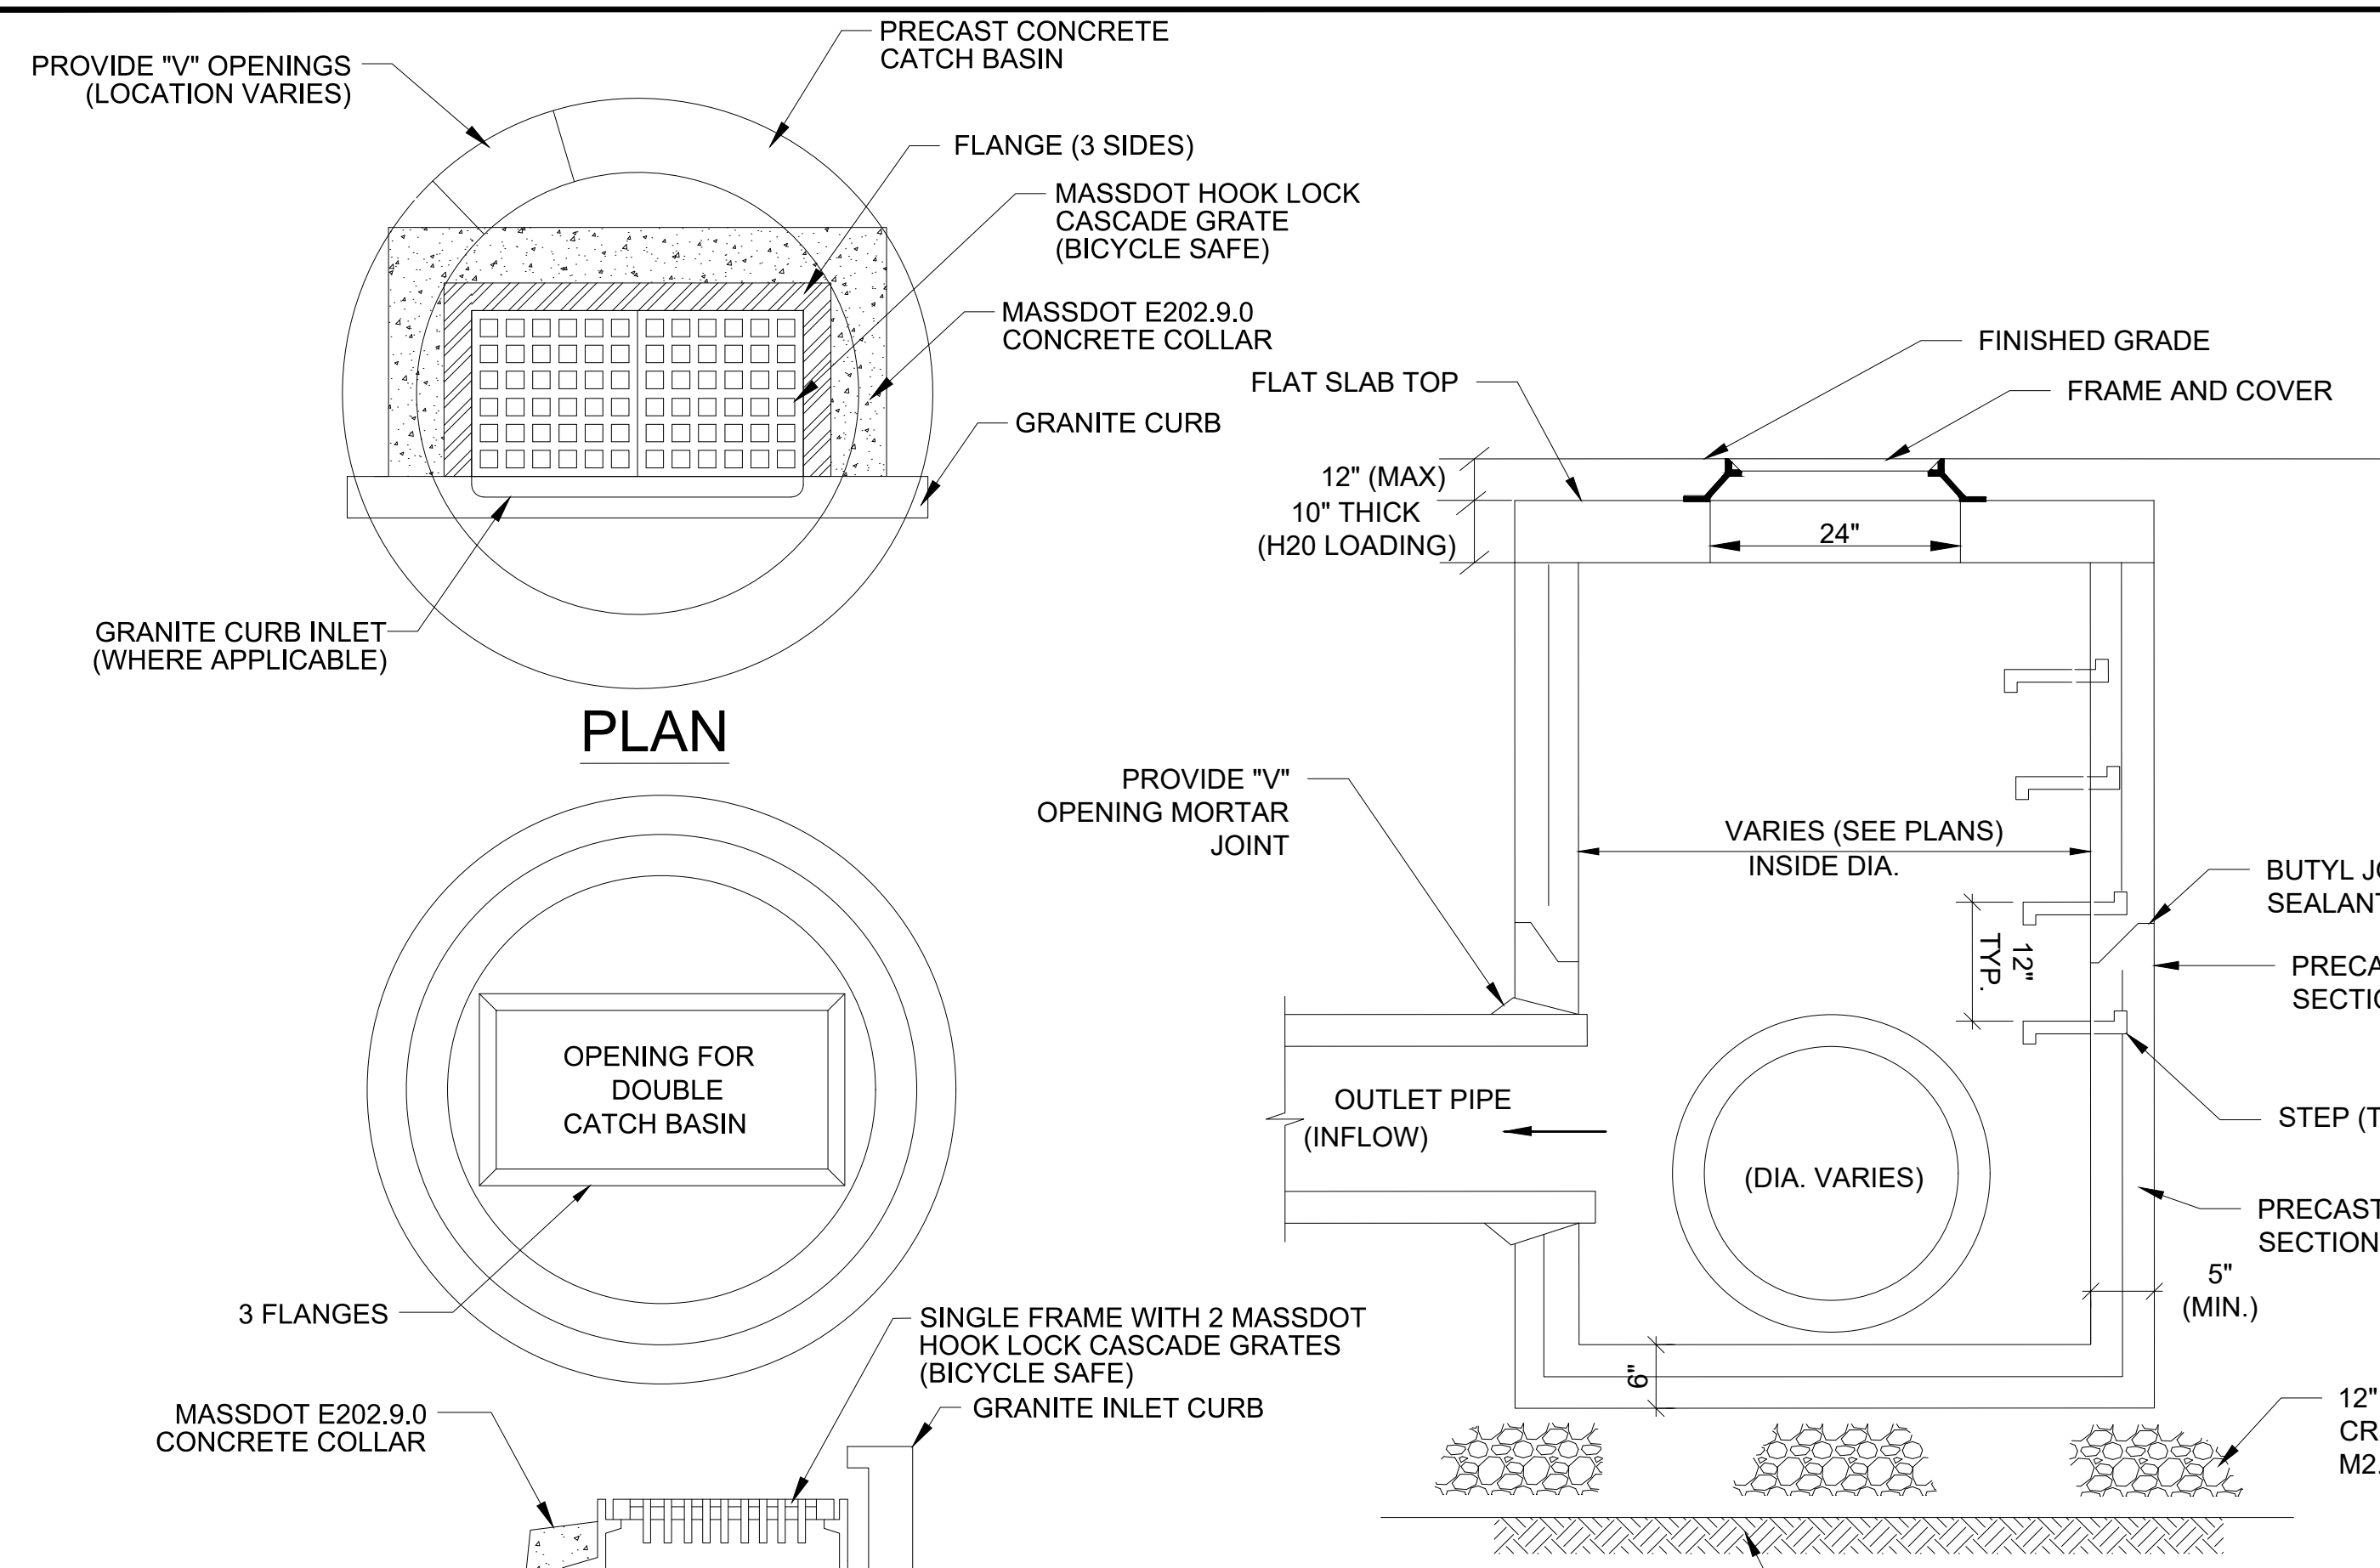 PROVIDE "V" OPENINGS
(LOCATION VARIES)
PRECAST CONCRETE
CATCH BASIN
FLANGE (3 SIDES)
MASSDOT HOOK LOCK
CASCADE GRATE
(BICYCLE SAFE)
MASSDOT E202.9.0
CONCRETE COLLAR
GRANITE CURB
GRANITE CURB INLET
(WHERE APPLICABLE)
PLAN
OPENING FOR
DOUBLE
CATCH BASIN
3 FLANGES
SINGLE FRAME WITH 2 MASSDOT
HOOK LOCK CASCADE GRATES
(BICYCLE SAFE)
GRANITE INLET CURB
MASSDOT E202.9.0
CONCRETE COLLAR
FINISHED GRADE
FRAME AND COVER
FLAT SLAB TOP
12" (MAX)
10" THICK
(H20 LOADING)
24"
PROVIDE "V"
OPENING MORTAR
JOINT
VARIES (SEE PLANS)
INSIDE DIA.
BUTYL
12"
TYP.
OUTLET PIPE
(INFLOW)
(DIA. VARIES)
STEP
PRECAST
SECTION
5"
(MIN.)
6"
12"